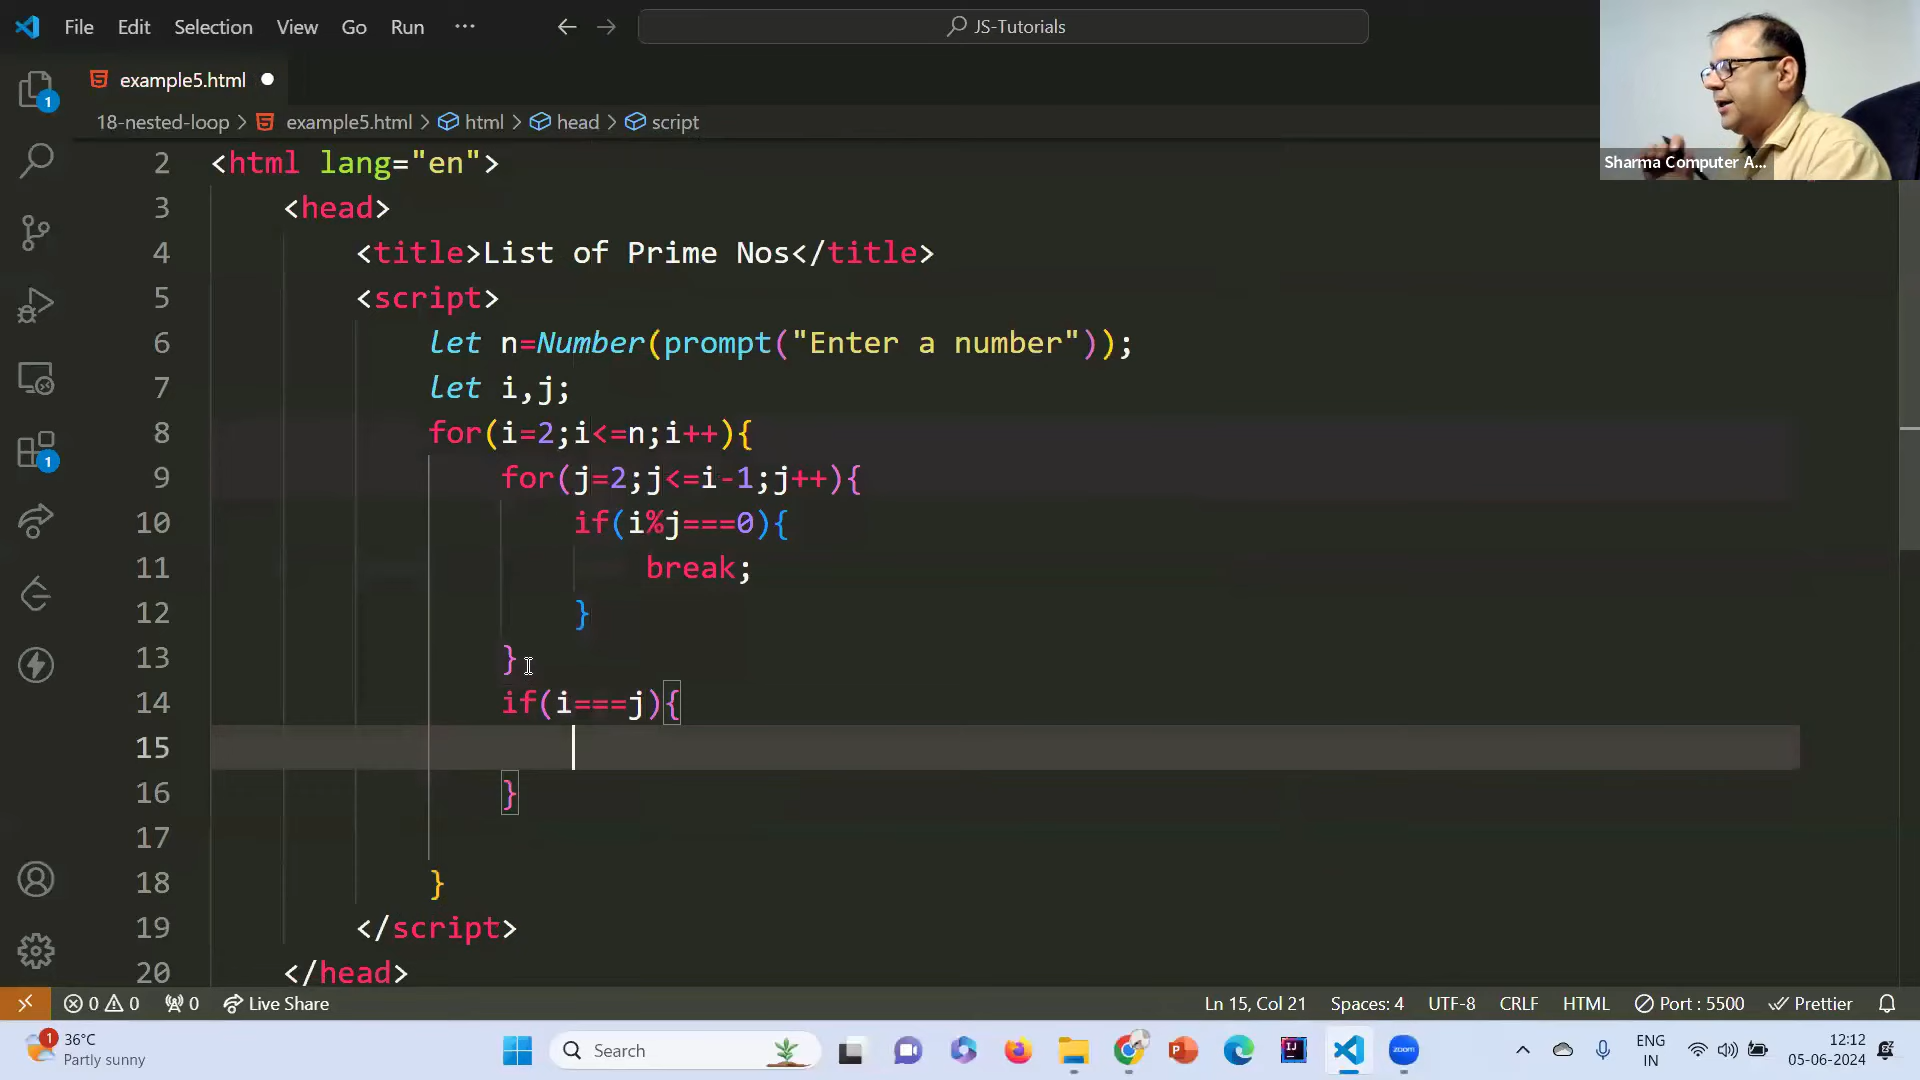 File Edit Selection View Go Run ··· JS-Tutorials
example5.html
18-nested-loop > example5.html > html > head > script
Sharma Computer A...
2 <html lang="en">
3 <head>
4 <title>List of Prime Nos</title>
5 <script>
6 let n=Number(prompt("Enter a number"));
7 let i,j;
8 for(i=2;i<=n;i++){
9 for(j=2;j<=i-1;j++){
10 if(i%j===0){
11 break;
12 }
13 }
14 if(i===j){
15
16 }
17
18 }
19 </script>
20 </head>
1
1
0 0 0 Live Share Ln 15, Col 21 Spaces: 4 UTF-8 CRLF HTML Port : 5500 Prettier
1 36°C
Partly sunny
Search
zoom
ENG
IN
12:12
05-06-2024